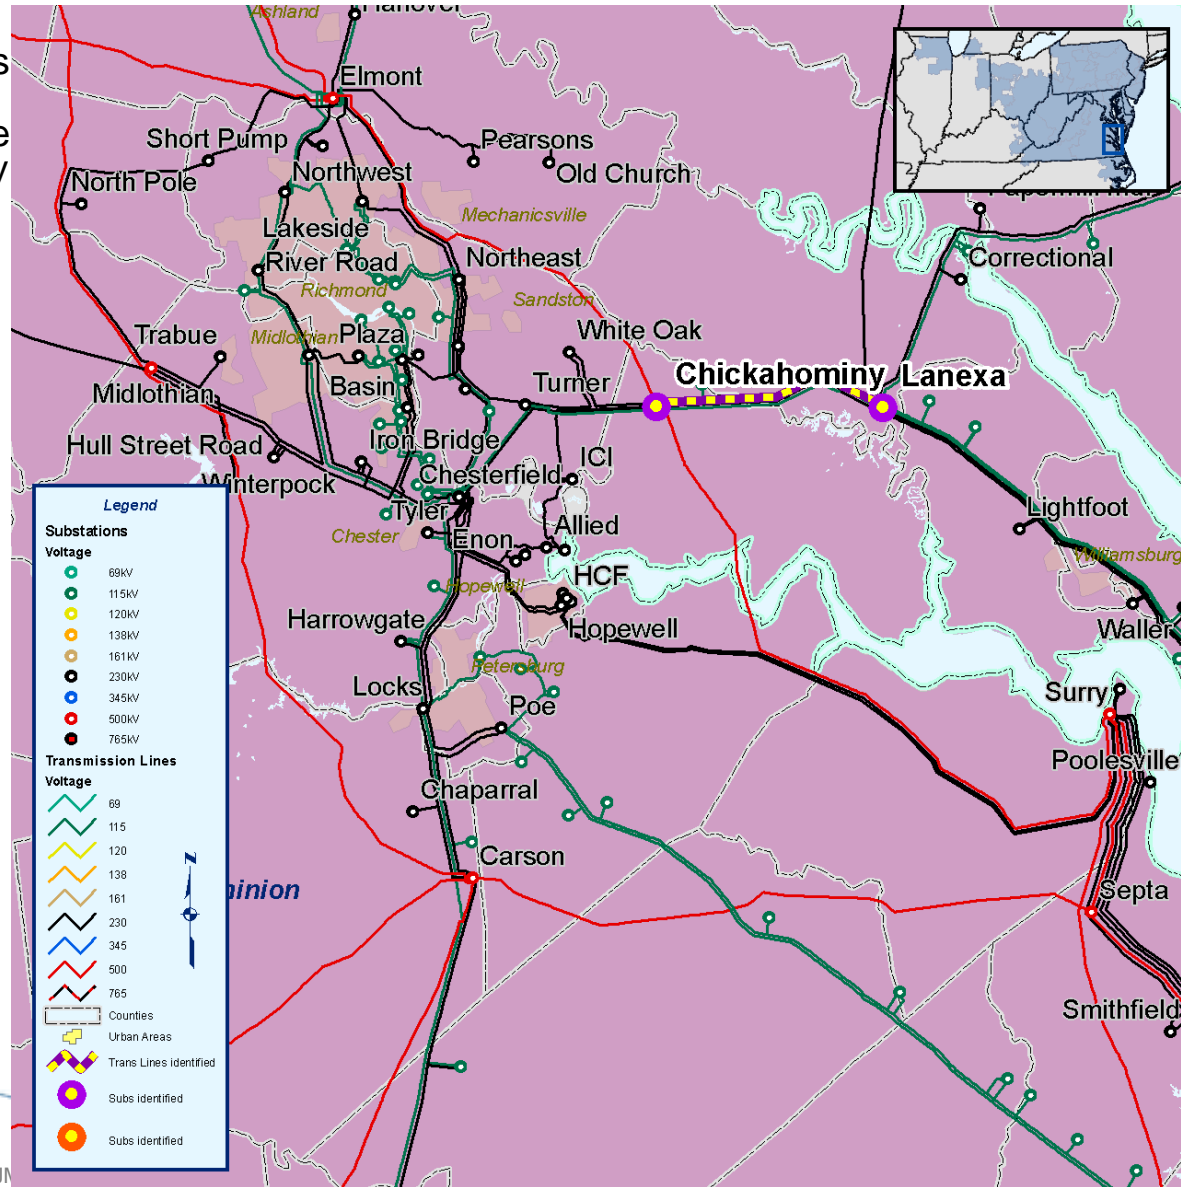 Ashland
Hanover
Elmont
Short Pump
Pearsons
Old Church
Northwest
North Pole
Mechanicsville
Lakeside
River Road
Northeast
Correctional
Richmond
Sandston
Trabue
Midlothian
Plaza
White Oak
Chickahominy
Lanexa
Turner
Midlothian
Basin
Iron Bridge
Hull Street Road
ICI
Chesterfield
Winterpock
Tyler
Lightfoot
Allied
Chester
Enon
Williamsburg
HCF
Hopewell
Harrowgate
Hopewell
Waller
Petersburg
Locks
Surry
Poe
Poolesville
Chaparral
Carson
Septa
minion
Smithfield
Legend
Substations
Voltage
69kV
115kV
120kV
138kV
161kV
230kV
345kV
500kV
765kV
Transmission Lines
Voltage
69
115
120
138
161
230
345
500
765
Counties
Urban Areas
Trans Lines identified
Subs identified
Subs identified
N